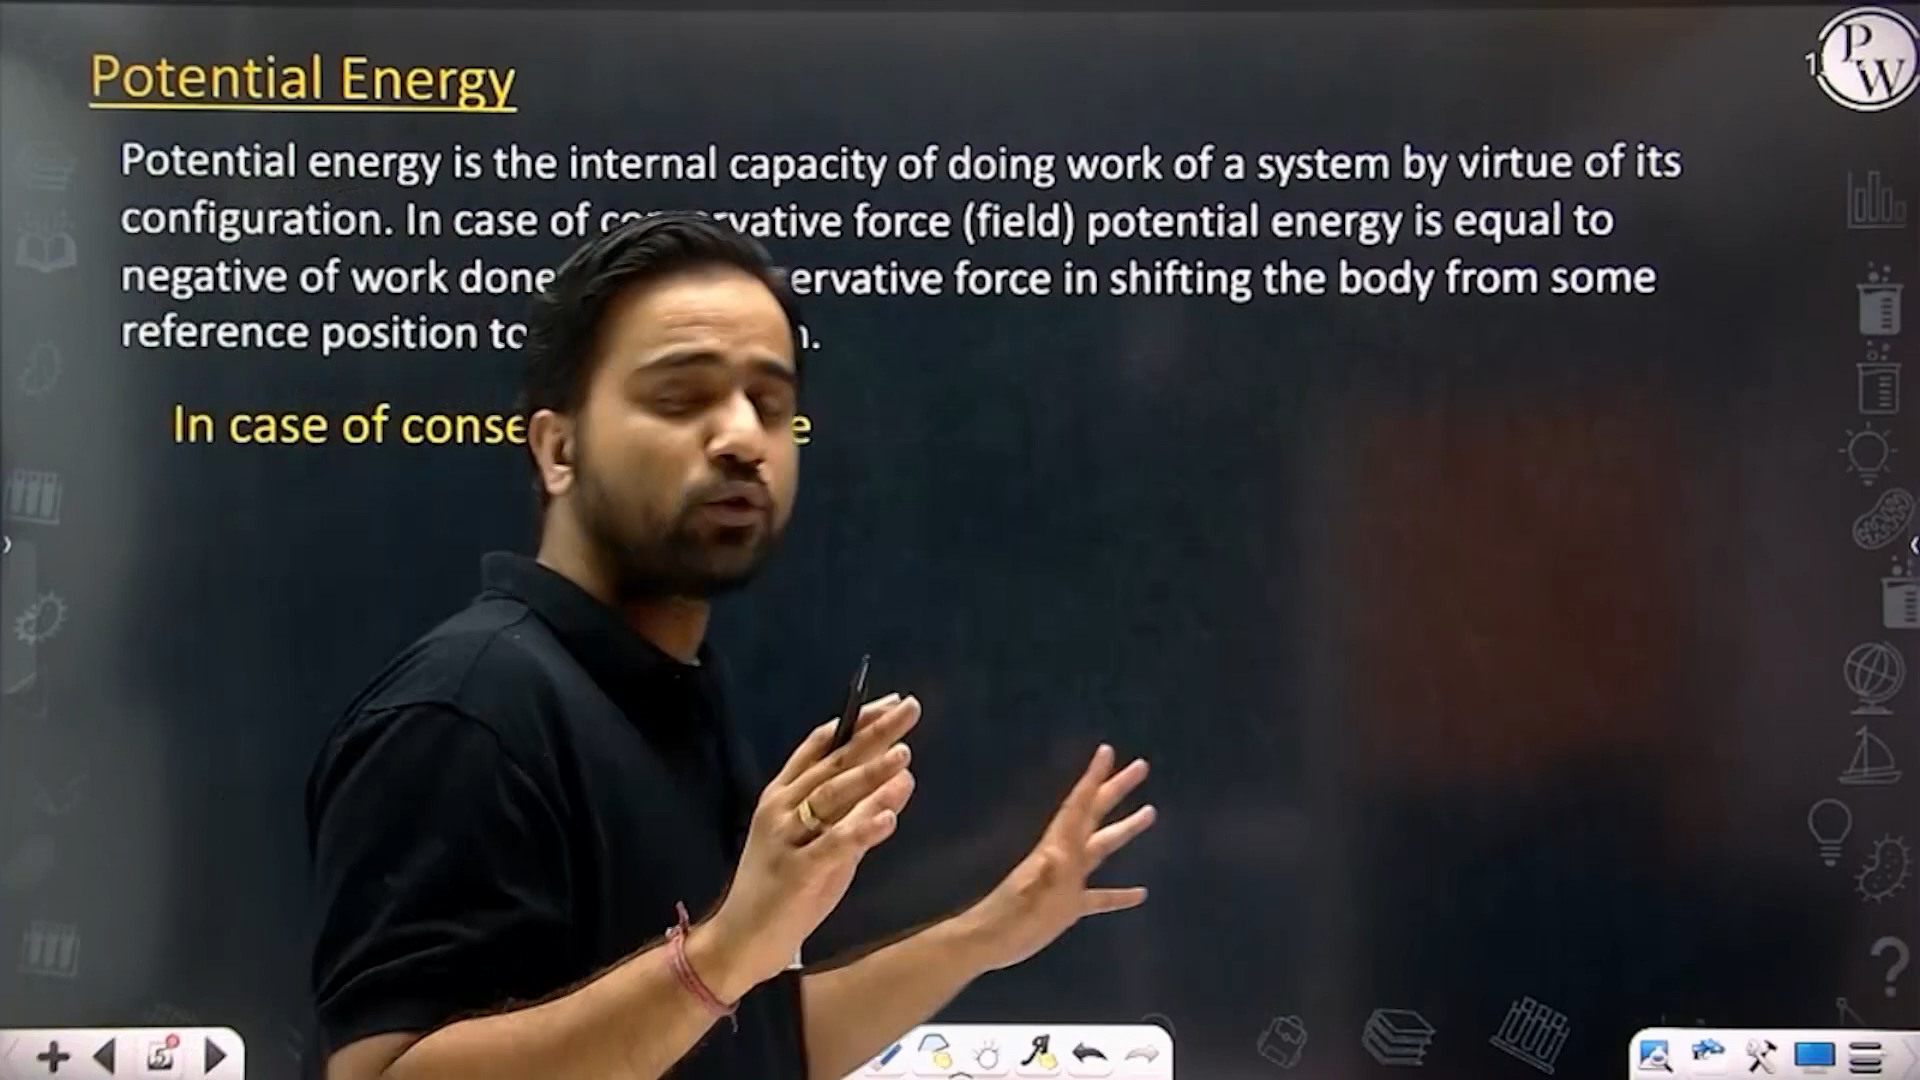 PW
Potential Energy
Potential energy is the internal capacity of doing work of a system by virtue of its
configuration. In case of conservative force (field) potential energy is equal to
negative of work done ervative force in shifting the body from some
reference position to
In case of conse e